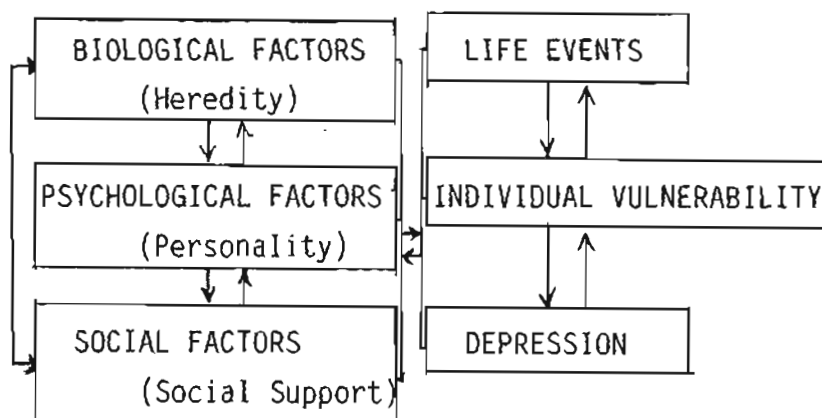 BIOLOGICAL FACTORS
(Heredity)
PSYCHOLOGICAL FACTORS
(Personality)
SOCIAL FACTORS
(Social Support)
LIFE EVENTS
INDIVIDUAL VULNERABILITY
DEPRESSION